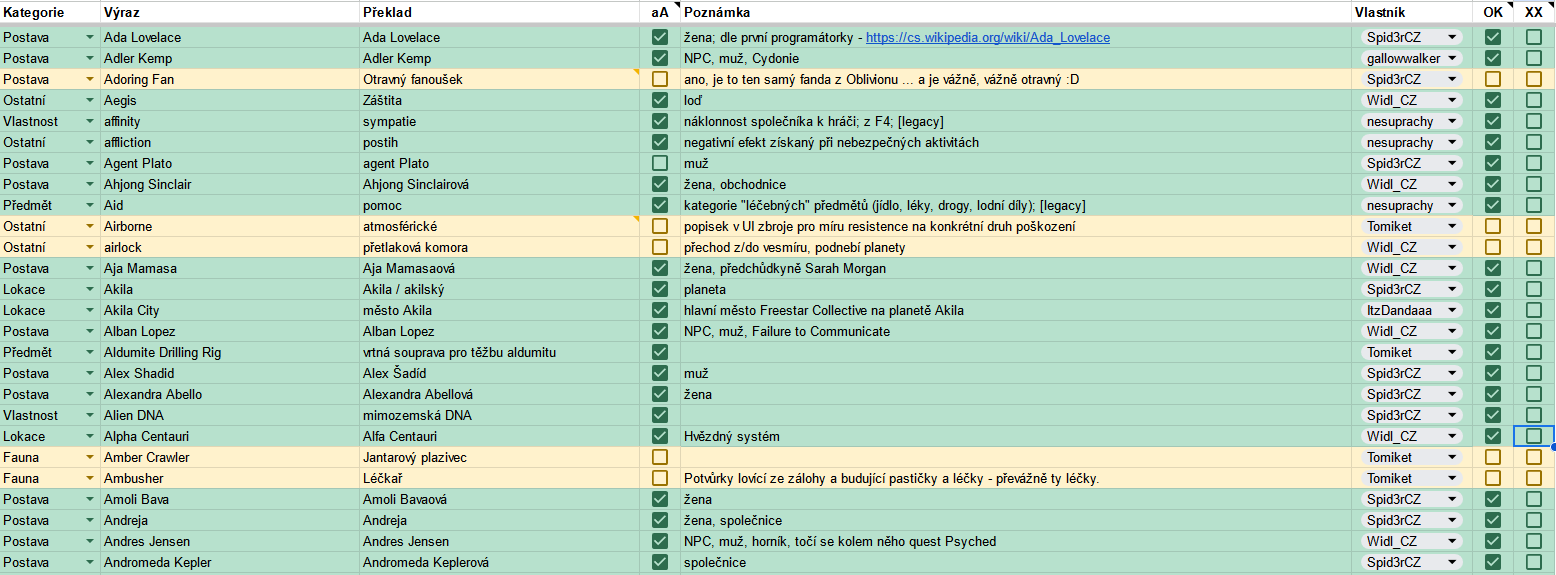 Kategorie Výraz Překlad aA Poznámka Vlastník OK XX
Postava Ada Lovelace Ada Lovelace žena; dle první programátorky - https://cs.wikipedia.org/wiki/Ada_Lovelace Spid3rCZ
Postava Adler Kemp Adler Kemp NPC, muž, Cydonie gallowwalker
Postava Adoring Fan Otravný fanoušek ano, je to ten samý fanda z Oblivionu ... a je vážně, vážně otravný :D Spid3rCZ
Ostatní Aegis Záštita loď Widl_CZ
Vlastnost affinity sympatie náklonnost společníka k hráči; z F4; [legacy] nesuprachy
Ostatní affliction postih negativní efekt získaný při nebezpečných aktivitách nesuprachy
Postava Agent Plato agent Plato muž Spid3rCZ
Postava Ahjong Sinclair Ahjong Sinclairová žena, obchodnice Widl_CZ
Předmět Aid pomoc kategorie "léčebných" předmětů (jídlo, léky, drogy, lodní díly); [legacy] nesuprachy
Ostatní Airborne atmosférické popisek v UI zbroje pro míru resistence na konkrétní druh poškození Tomiket
Ostatní airlock přetlaková komora přechod z/do vesmíru, podnebí planety Widl_CZ
Postava Aja Mamasa Aja Mamasaová žena, předchůdkyně Sarah Morgan Widl_CZ
Lokace Akila Akila / akilský planeta Spid3rCZ
Lokace Akila City město Akila hlavní město Freestar Collective na planetě Akila ItzDandaaa
Postava Alban Lopez Alban Lopez NPC, muž, Failure to Communicate Widl_CZ
Předmět Aldumite Drilling Rig vrtná souprava pro těžbu aldumitu Tomiket
Postava Alex Shadid Alex Šadíd muž Spid3rCZ
Postava Alexandra Abello Alexandra Abellová žena Spid3rCZ
Vlastnost Alien DNA mimozemská DNA Spid3rCZ
Lokace Alpha Centauri Alfa Centauri Hvězdný systém Widl_CZ
Fauna Amber Crawler Jantarový plazivec Tomiket
Fauna Ambusher Léčkař Potvůrky lovící ze zálohy a budující pastičky a léčky - převážně ty léčky. Tomiket
Postava Amoli Bava Amoli Bavaová žena Spid3rCZ
Postava Andreja Andreja žena, společnice Spid3rCZ
Postava Andres Jensen Andres Jensen NPC, muž, horník, točí se kolem něho quest Psyched Widl_CZ
Postava Andromeda Kepler Andromeda Keplerová společnice Spid3rCZ